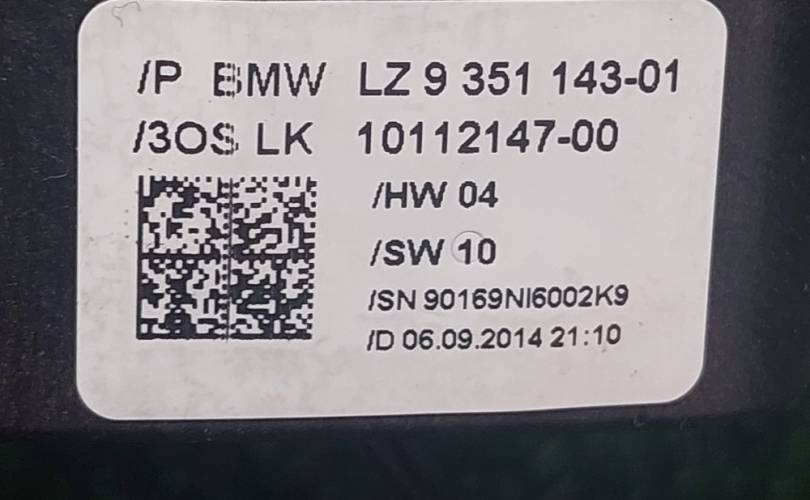 /P BMW LZ 9 351 143-01
/3OS LK 10112147-00
/HW 04
/SW 10
/SN 90169NI6002K9
/D 06.09.2014 21:10